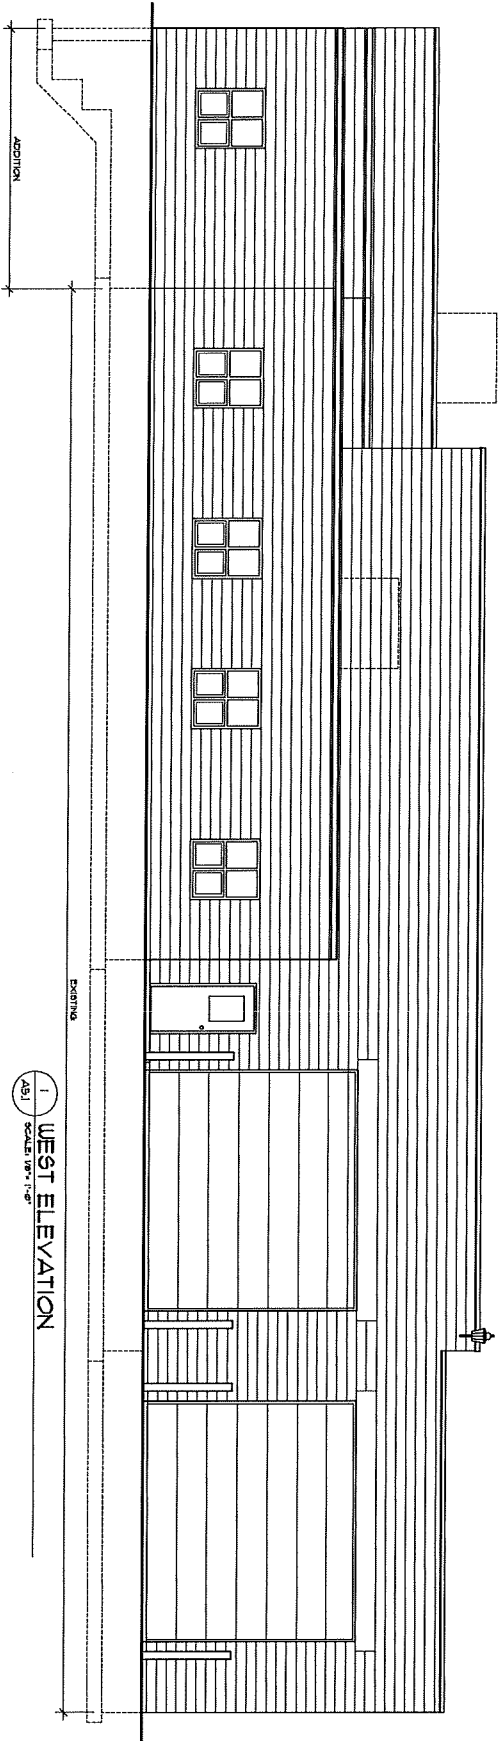 ADDITION
EXISTING
1
A5.1
WEST ELEVATION
SCALE: 1/8" = 1'-0"